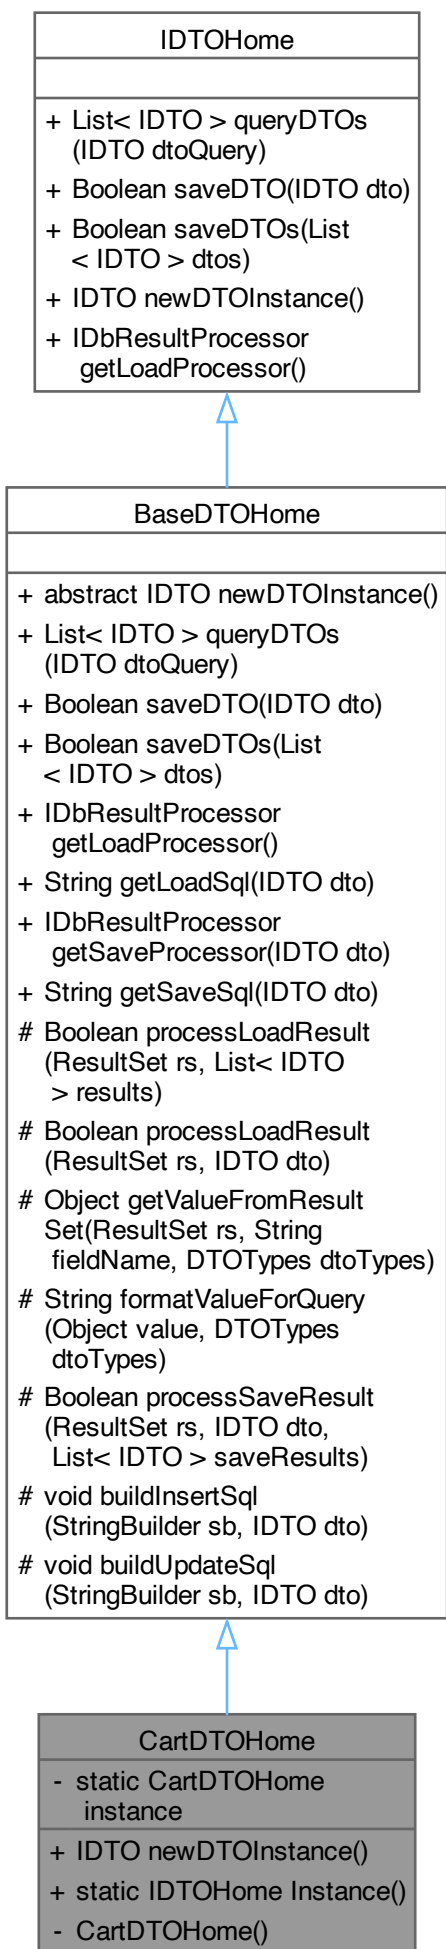 IDTOHome
+ List< IDTO > queryDTOs
(IDTO dtoQuery)
+ Boolean saveDTO(IDTO dto)
+ Boolean saveDTOs(List
< IDTO > dtos)
+ IDTO newDTOInstance()
+ IDbResultProcessor
getLoadProcessor()
BaseDTOHome
+ abstract IDTO newDTOInstance()
+ List< IDTO > queryDTOs
(IDTO dtoQuery)
+ Boolean saveDTO(IDTO dto)
+ Boolean saveDTOs(List
< IDTO > dtos)
+ IDbResultProcessor
getLoadProcessor()
+ String getLoadSql(IDTO dto)
+ IDbResultProcessor
getSaveProcessor(IDTO dto)
+ String getSaveSql(IDTO dto)
# Boolean processLoadResult
(ResultSet rs, List< IDTO
> results)
# Boolean processLoadResult
(ResultSet rs, IDTO dto)
# Object getValueFromResult
Set(ResultSet rs, String
fieldName, DTOTypes dtoTypes)
# String formatValueForQuery
(Object value, DTOTypes
dtoTypes)
# Boolean processSaveResult
(ResultSet rs, IDTO dto,
List< IDTO > saveResults)
# void buildInsertSql
(StringBuilder sb, IDTO dto)
# void buildUpdateSql
(StringBuilder sb, IDTO dto)
CartDTOHome
- static CartDTOHome
instance
+ IDTO newDTOInstance()
+ static IDTOHome Instance()
- CartDTOHome()